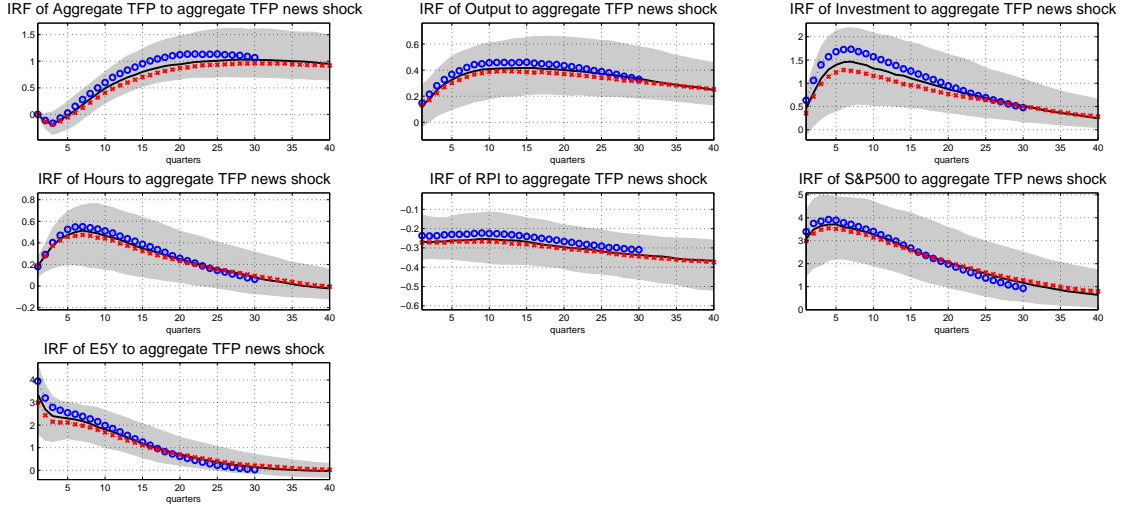 IRF of Aggregate TFP to aggregate TFP news shock
1.5
1
0.5
0
5 10 15 20 25 30 35 40
quarters
IRF of Output to aggregate TFP news shock
0.6
0.4
0.2
0
5 10 15 20 25 30 35 40
quarters
IRF of Investment to aggregate TFP news shock
2
1.5
1
0.5
0
5 10 15 20 25 30 35 40
quarters
IRF of Hours to aggregate TFP news shock
0.8
0.6
0.4
0.2
0
−0.2
5 10 15 20 25 30 35 40
quarters
IRF of RPI to aggregate TFP news shock
−0.1
−0.2
−0.3
−0.4
−0.5
−0.6
5 10 15 20 25 30 35 40
quarters
IRF of S&P500 to aggregate TFP news shock
5
4
3
2
1
0
5 10 15 20 25 30 35 40
quarters
IRF of E5Y to aggregate TFP news shock
4
3
2
1
0
5 10 15 20 25 30 35 40
quarters